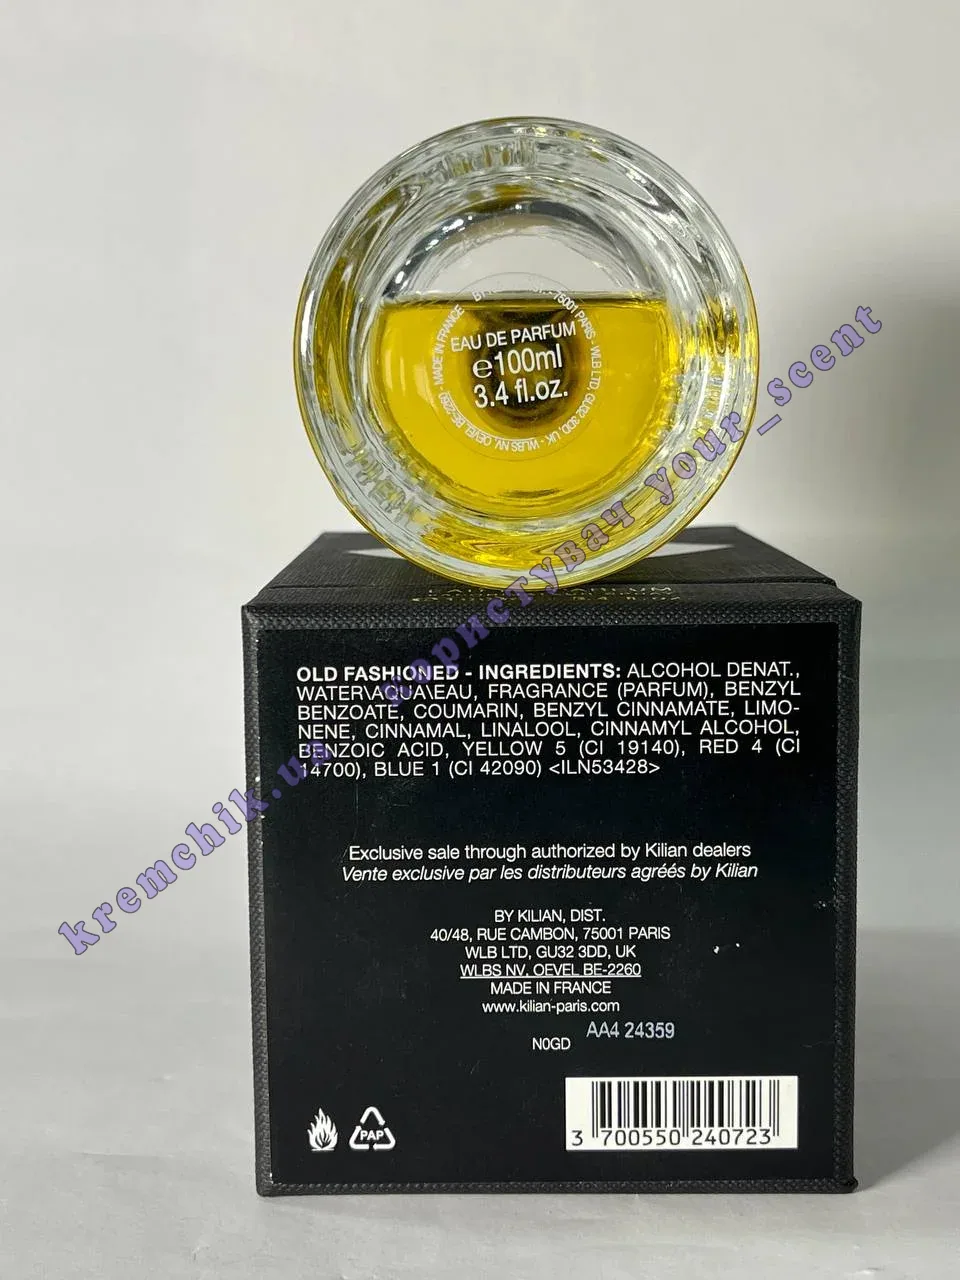 EAU DE PARFUM
℮100ml
3.4 fl.oz.
75001 PARIS - WLB LTD, GU32 3DD, UK - WLBS NV, OEVEL BE-2260 - MADE IN FRANCE
OLD FASHIONED - INGREDIENTS: ALCOHOL DENAT.,
WATER\AQUA\EAU, FRAGRANCE (PARFUM), BENZYL
BENZOATE, COUMARIN, BENZYL CINNAMATE, LIMO-
NENE, CINNAMAL, LINALOOL, CINNAMYL ALCOHOL,
BENZOIC ACID, YELLOW 5 (CI 19140), RED 4 (CI
14700), BLUE 1 (CI 42090) <ILN53428>
Exclusive sale through authorized by Kilian dealers
Vente exclusive par les distributeurs agréés by Kilian
BY KILIAN, DIST.
40/48, RUE CAMBON, 75001 PARIS
WLB LTD, GU32 3DD, UK
WLBS NV, OEVEL BE-2260
MADE IN FRANCE
www.kilian-paris.com
AA4 24359
N0GD
PAP
3 700550 240723
kremchik.ua користувач your_scent